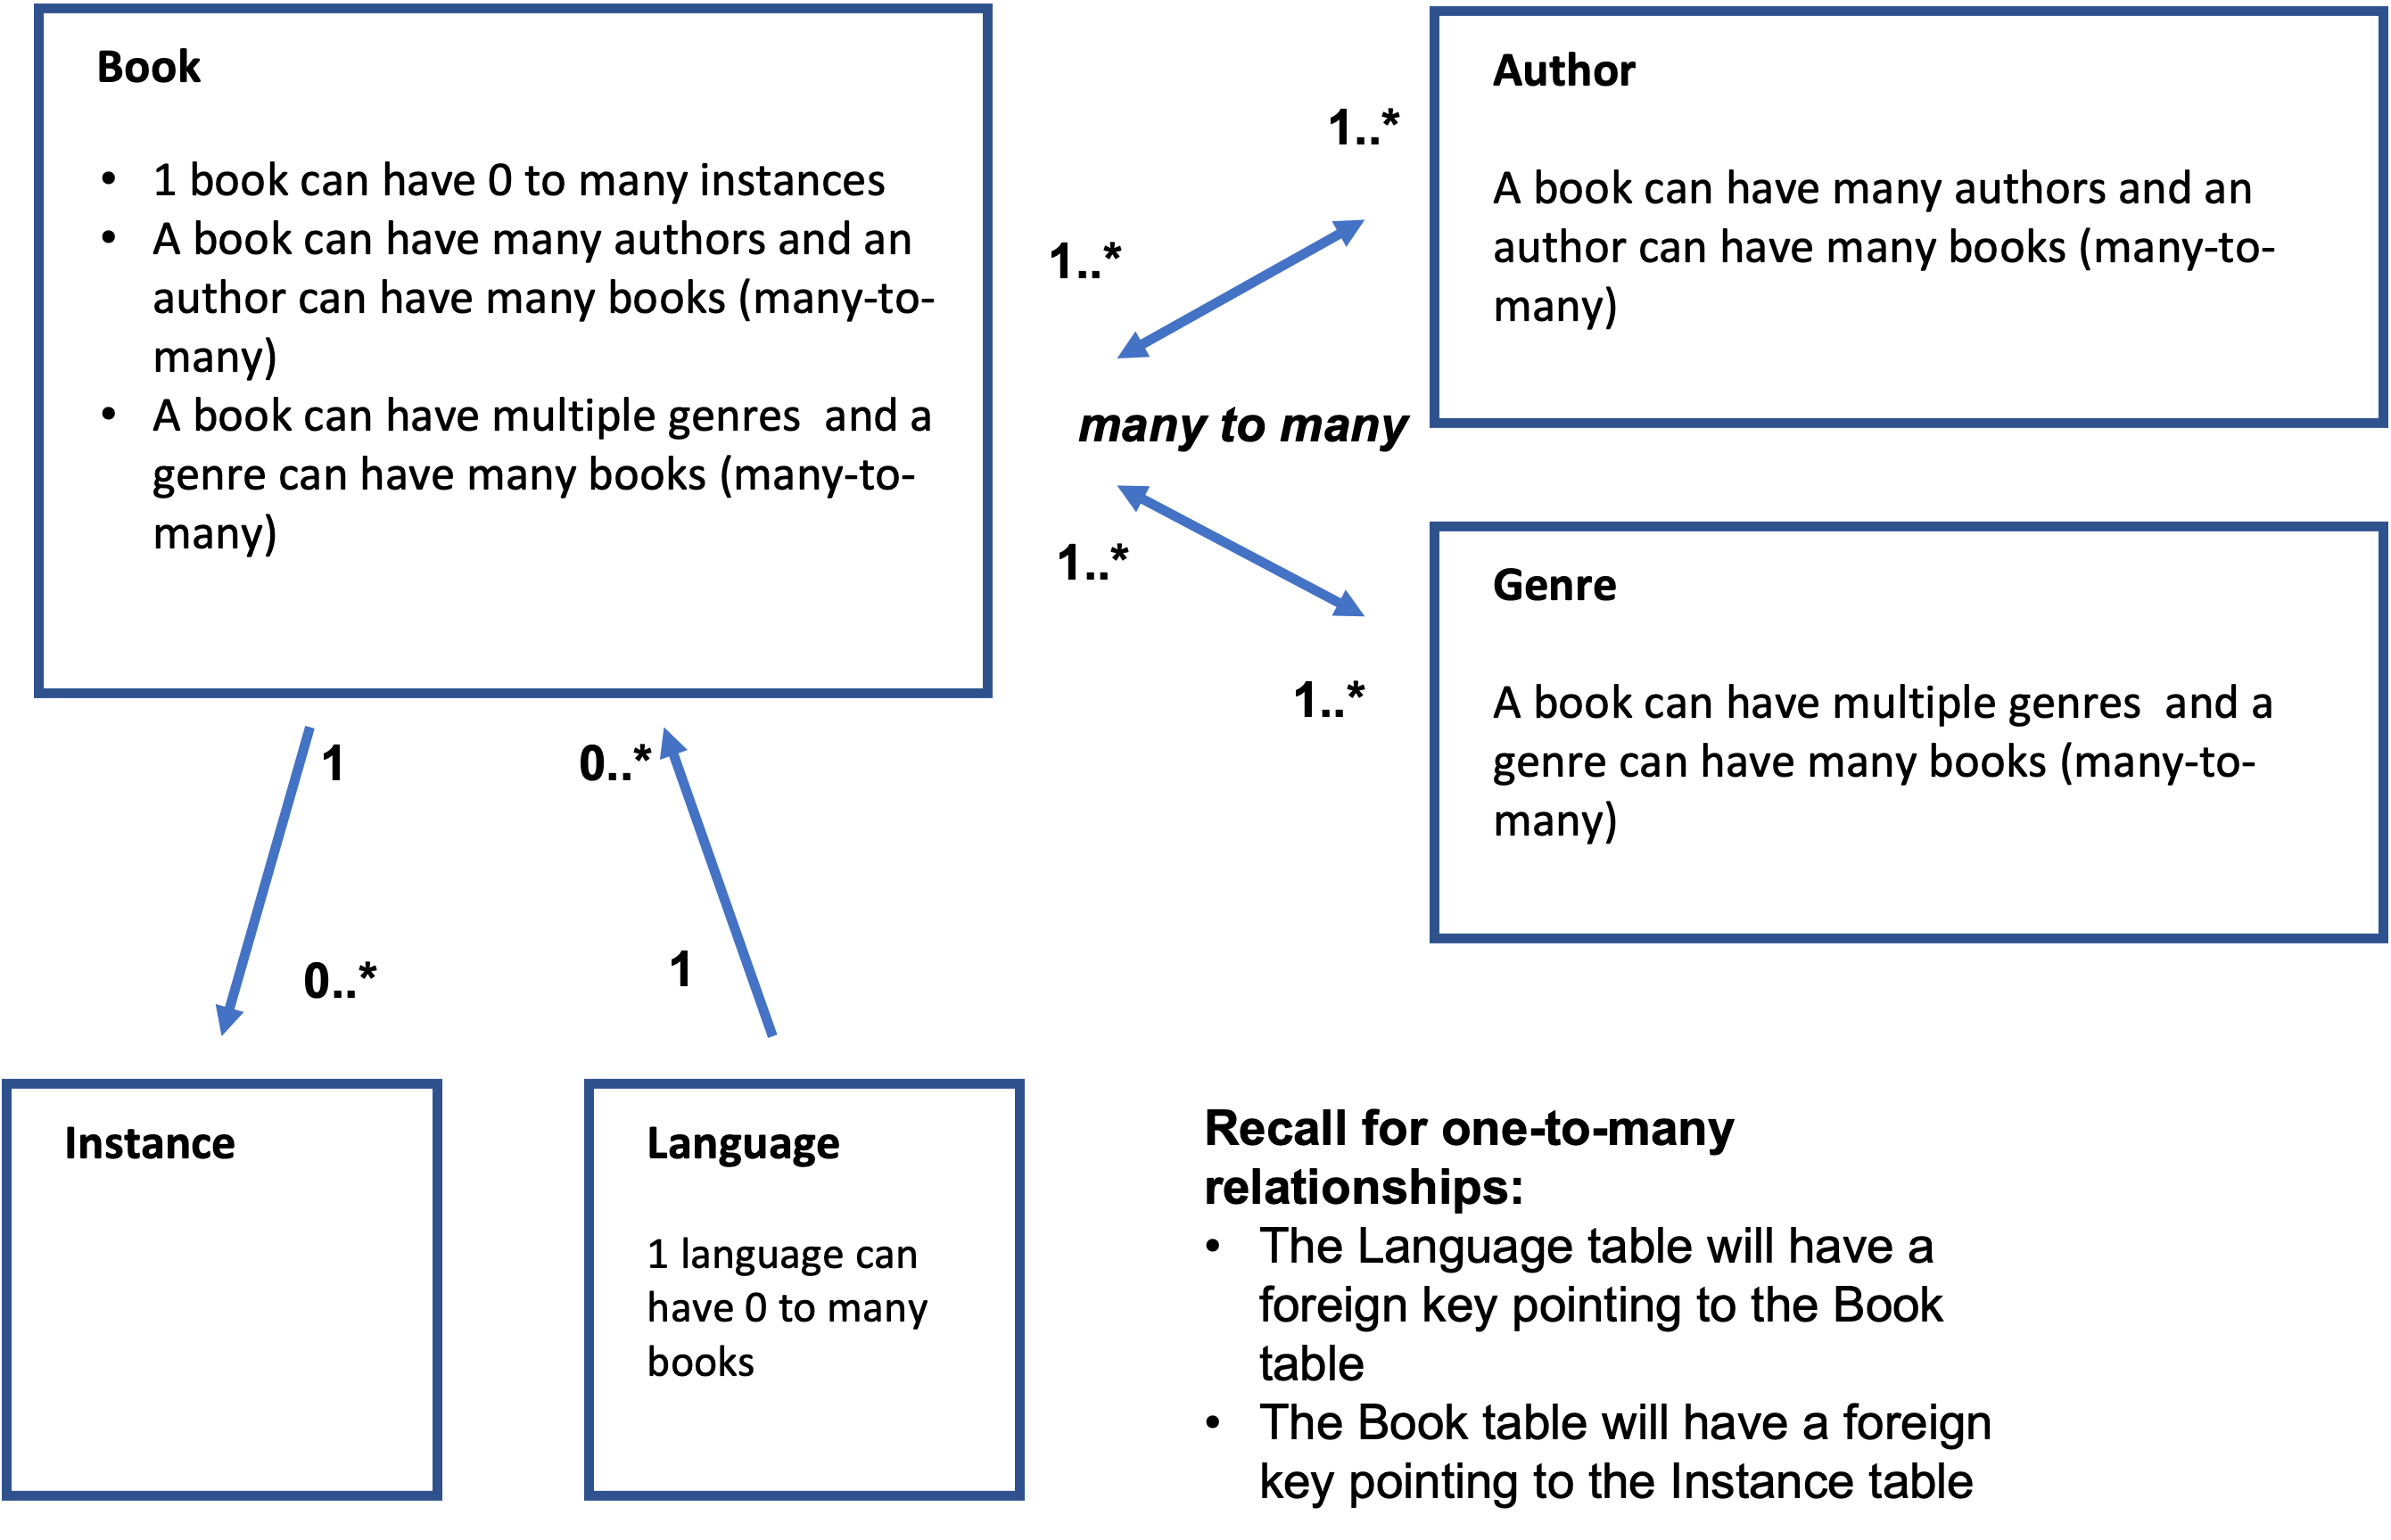 Book
• 1 book can have 0 to many instances
• A book can have many authors and an
author can have many books (many-to-
many)
• A book can have multiple genres  and a
genre can have many books (many-to-
many)
1..*
1..*
many to many
1..*
1..*
Author
A book can have many authors and an
author can have many books (many-to-
many)
Genre
A book can have multiple genres  and a
genre can have many books (many-to-
many)
1
0..*
0..*
1
Instance
Language
1 language can
have 0 to many
books
Recall for one-to-many
relationships:
• The Language table will have a
foreign key pointing to the Book
table
• The Book table will have a foreign
key pointing to the Instance table